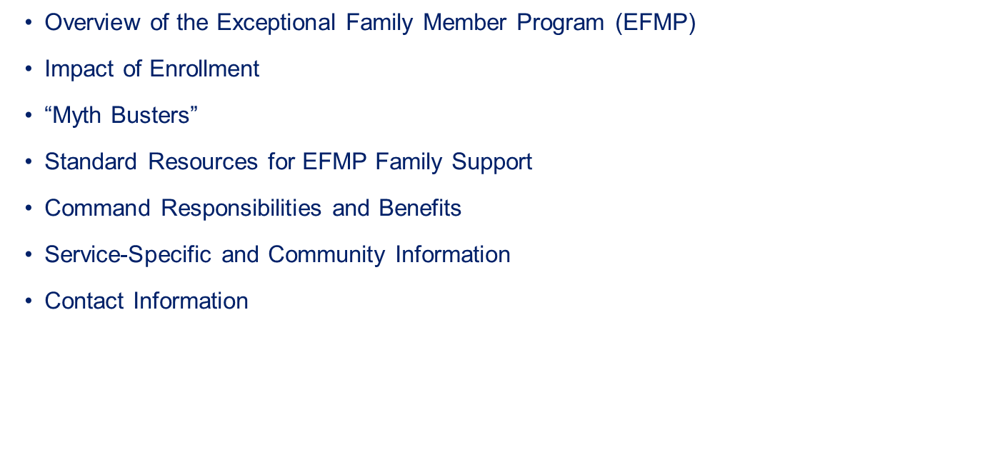 • Overview of the Exceptional Family Member Program (EFMP)
• Impact of Enrollment
• “Myth Busters”
• Standard Resources for EFMP Family Support
• Command Responsibilities and Benefits
• Service-Specific and Community Information
• Contact Information